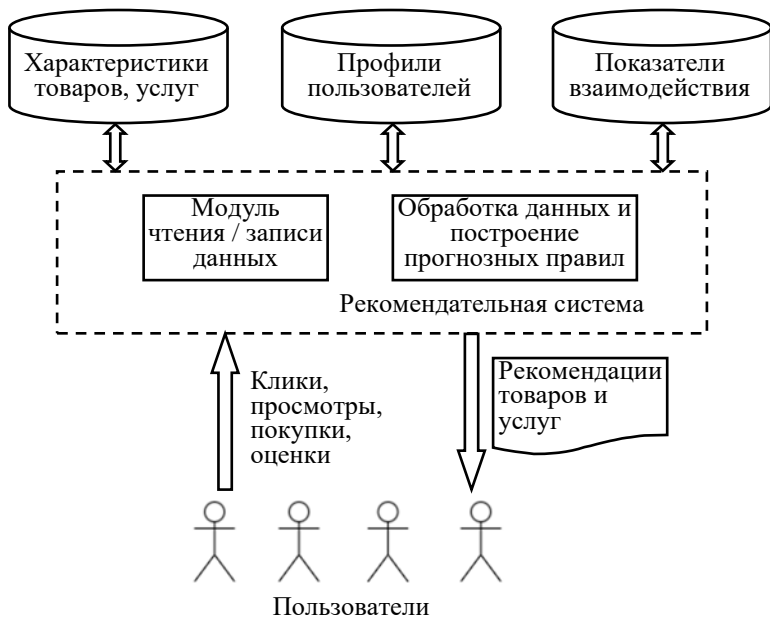 Характеристики
товаров, услуг
Профили
пользователей
Показатели
взаимодействия
Модуль
чтения / записи
данных
Обработка данных и
построение
прогнозных правил
Рекомендательная система
Клики,
просмотры,
покупки,
оценки
Рекомендации
товаров и
услуг
Пользователи